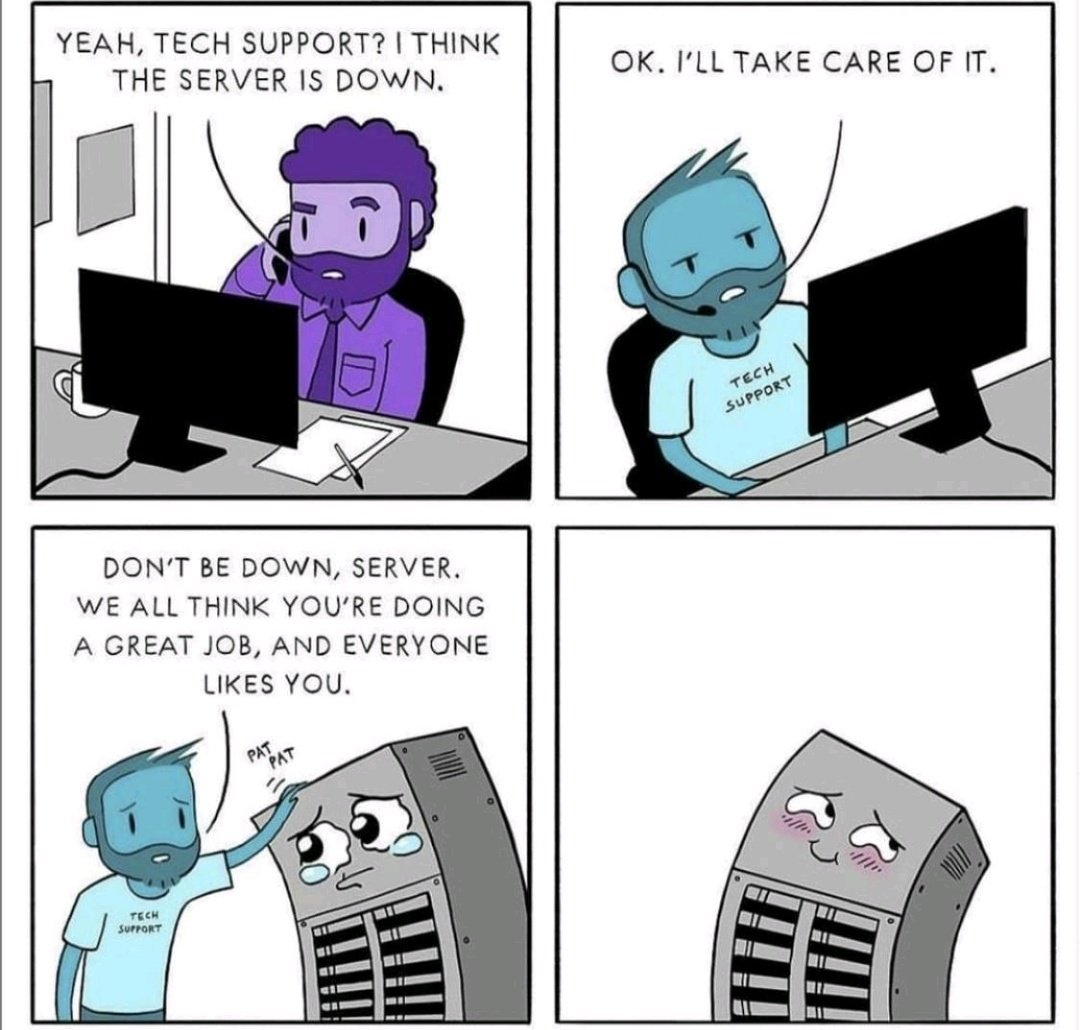 YEAH, TECH SUPPORT? I THINK
THE SERVER IS DOWN.
OK. I'LL TAKE CARE OF IT.
TECH
SUPPORT
DON'T BE DOWN, SERVER.
WE ALL THINK YOU'RE DOING
A GREAT JOB, AND EVERYONE
LIKES YOU.
PAT
PAT
TECH
SUPPORT